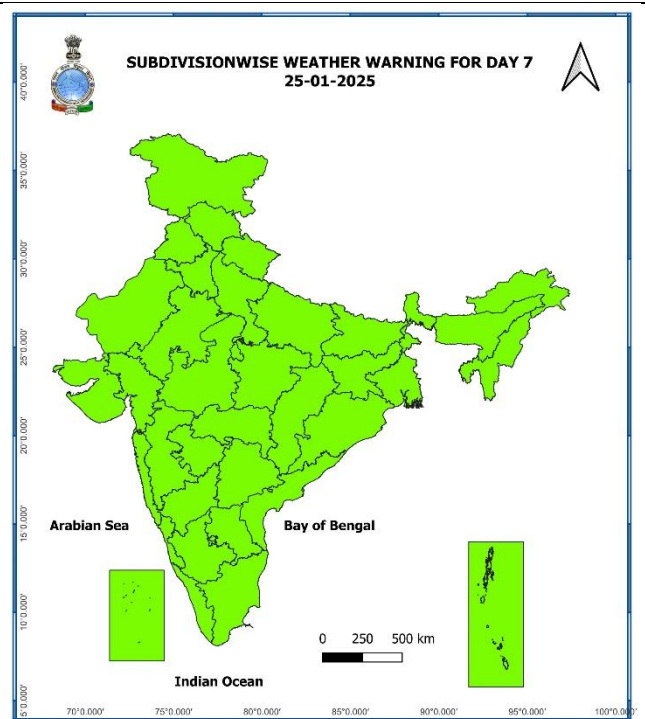 SUBDIVISIONWISE WEATHER WARNING FOR DAY 7
25-01-2025
40°0.000'
35°0.000'
30°0.000'
25°0.000'
20°0.000'
15°0.000'
10°0.000'
5°0.000'
Arabian Sea
Bay of Bengal
0 250 500 km
Indian Ocean
70°0.000' 75°0.000' 80°0.000' 85°0.000' 90°0.000' 95°0.000' 100°0.000'